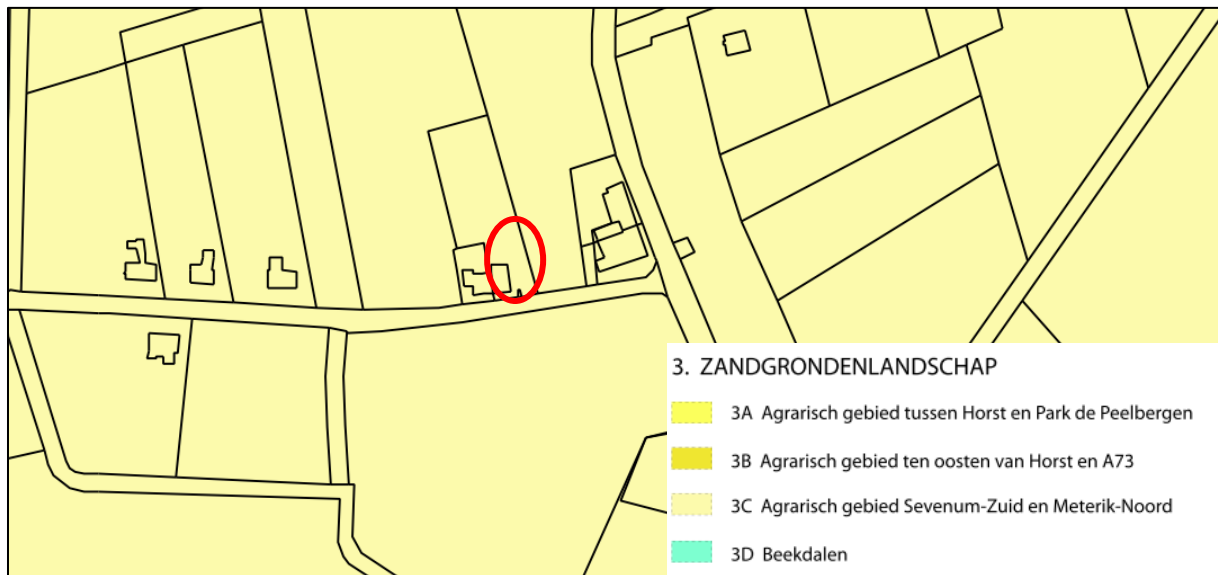 3. ZANDGRONDENLANDSCHAP
3A Agrarisch gebied tussen Horst en Park de Peelbergen
3B Agrarisch gebied ten oosten van Horst en A73
3C Agrarisch gebied Sevenum-Zuid en Meterik-Noord
3D Beekdalen